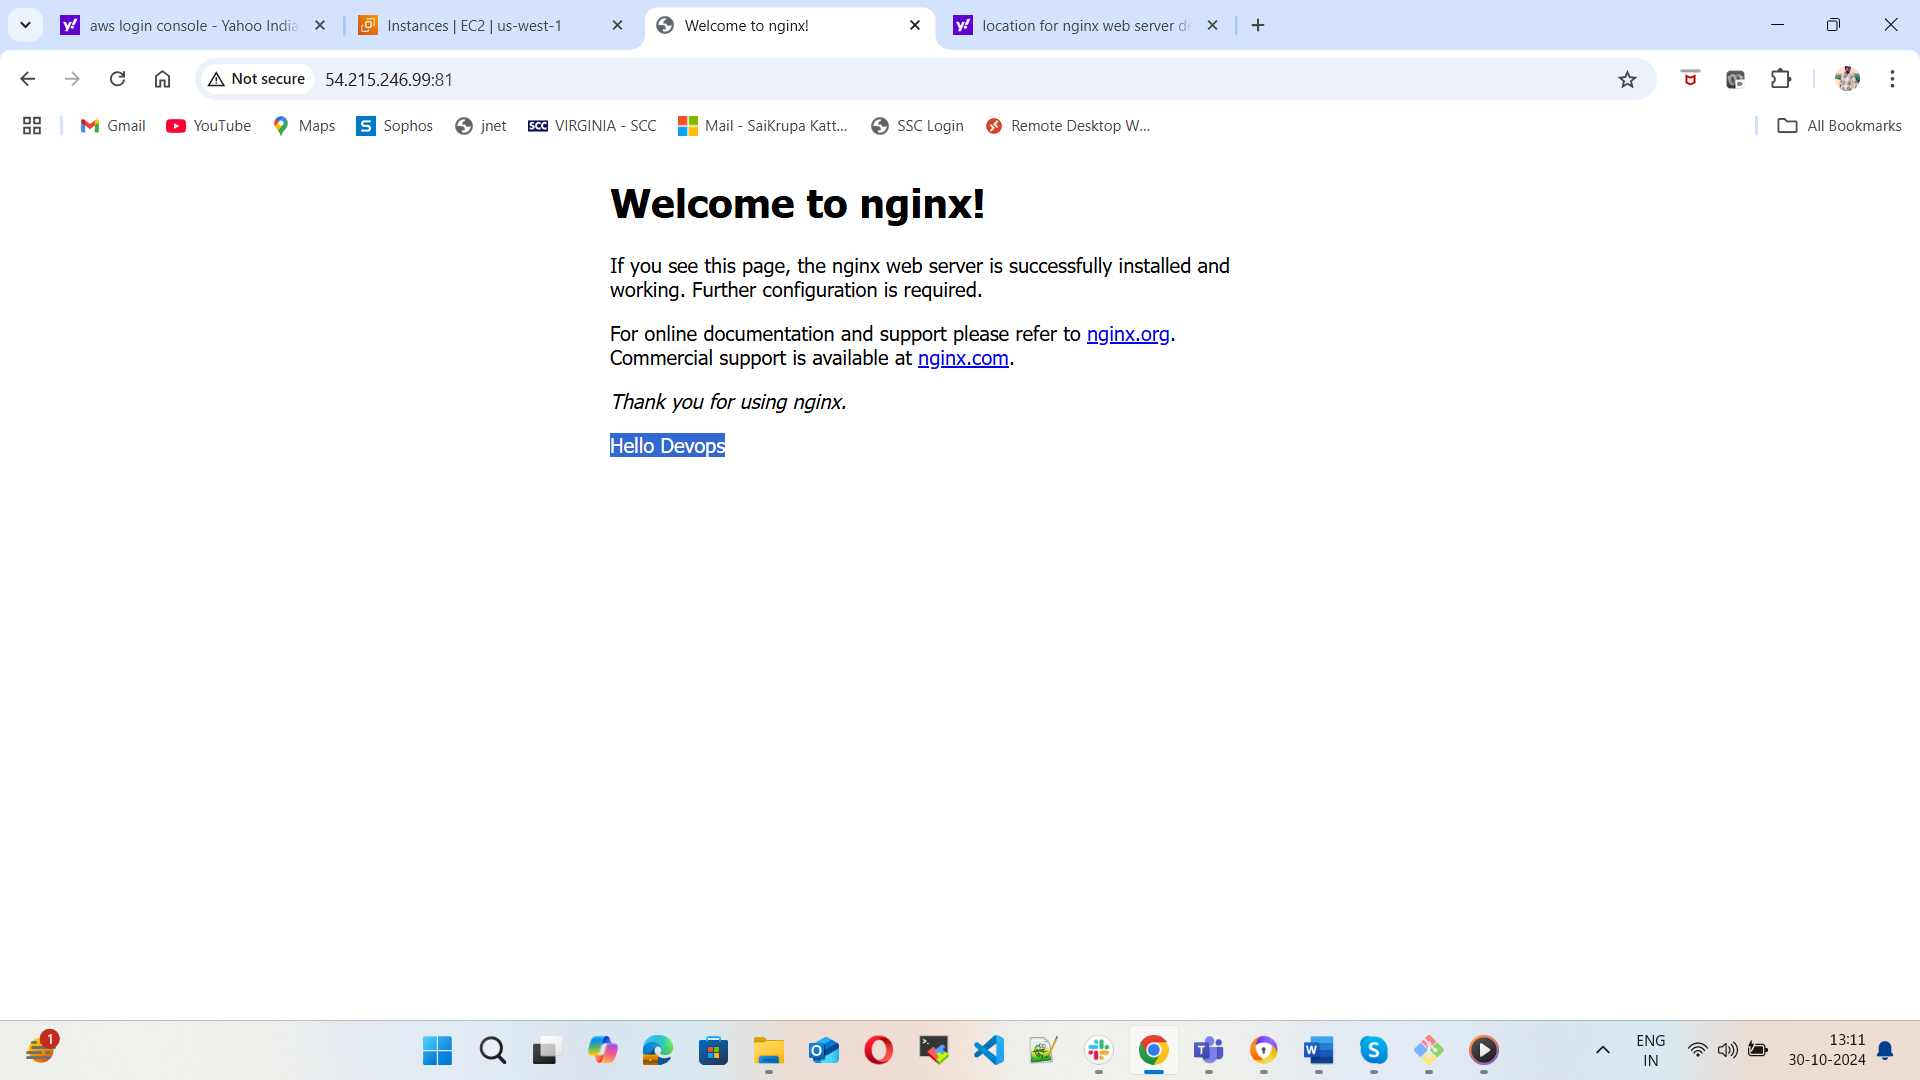 aws login console - Yahoo India
Instances | EC2 | us-west-1
Welcome to nginx!
location for nginx web server de
Not secure
54.215.246.99:81
Gmail
YouTube
Maps
Sophos
jnet
SCC VIRGINIA - SCC
Mail - SaiKrupa Katt...
SSC Login
Remote Desktop W...
All Bookmarks
Welcome to nginx!
If you see this page, the nginx web server is successfully installed and
working. Further configuration is required.
For online documentation and support please refer to nginx.org.
Commercial support is available at nginx.com.
Thank you for using nginx.
Hello Devops
1
ENG
IN
13:11
30-10-2024